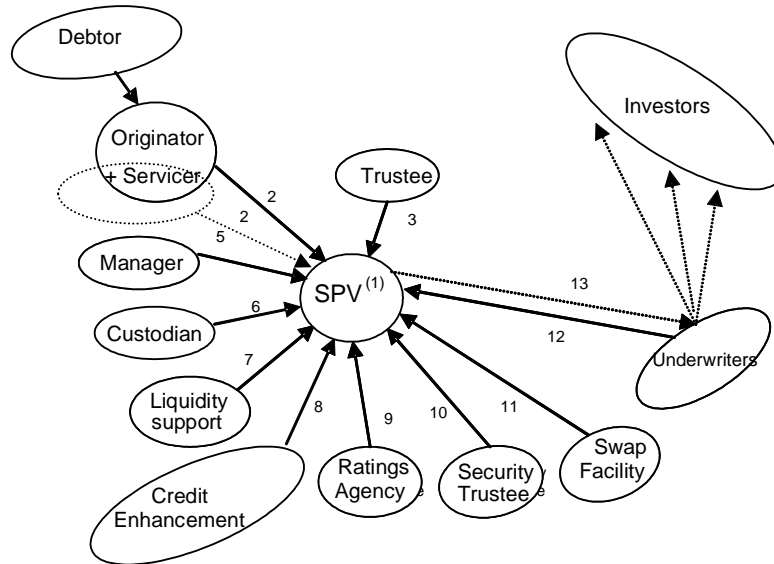 Debtor
Originator
+ Servicer
Investors
Trustee
2
2
3
5
Manager
SPV(1)
13
6
Custodian
12
Underwriters
7
Liquidity
support
8
9
10
11
Credit
Enhancement
Ratings
Agency
Security
Trustee
Swap
Facility